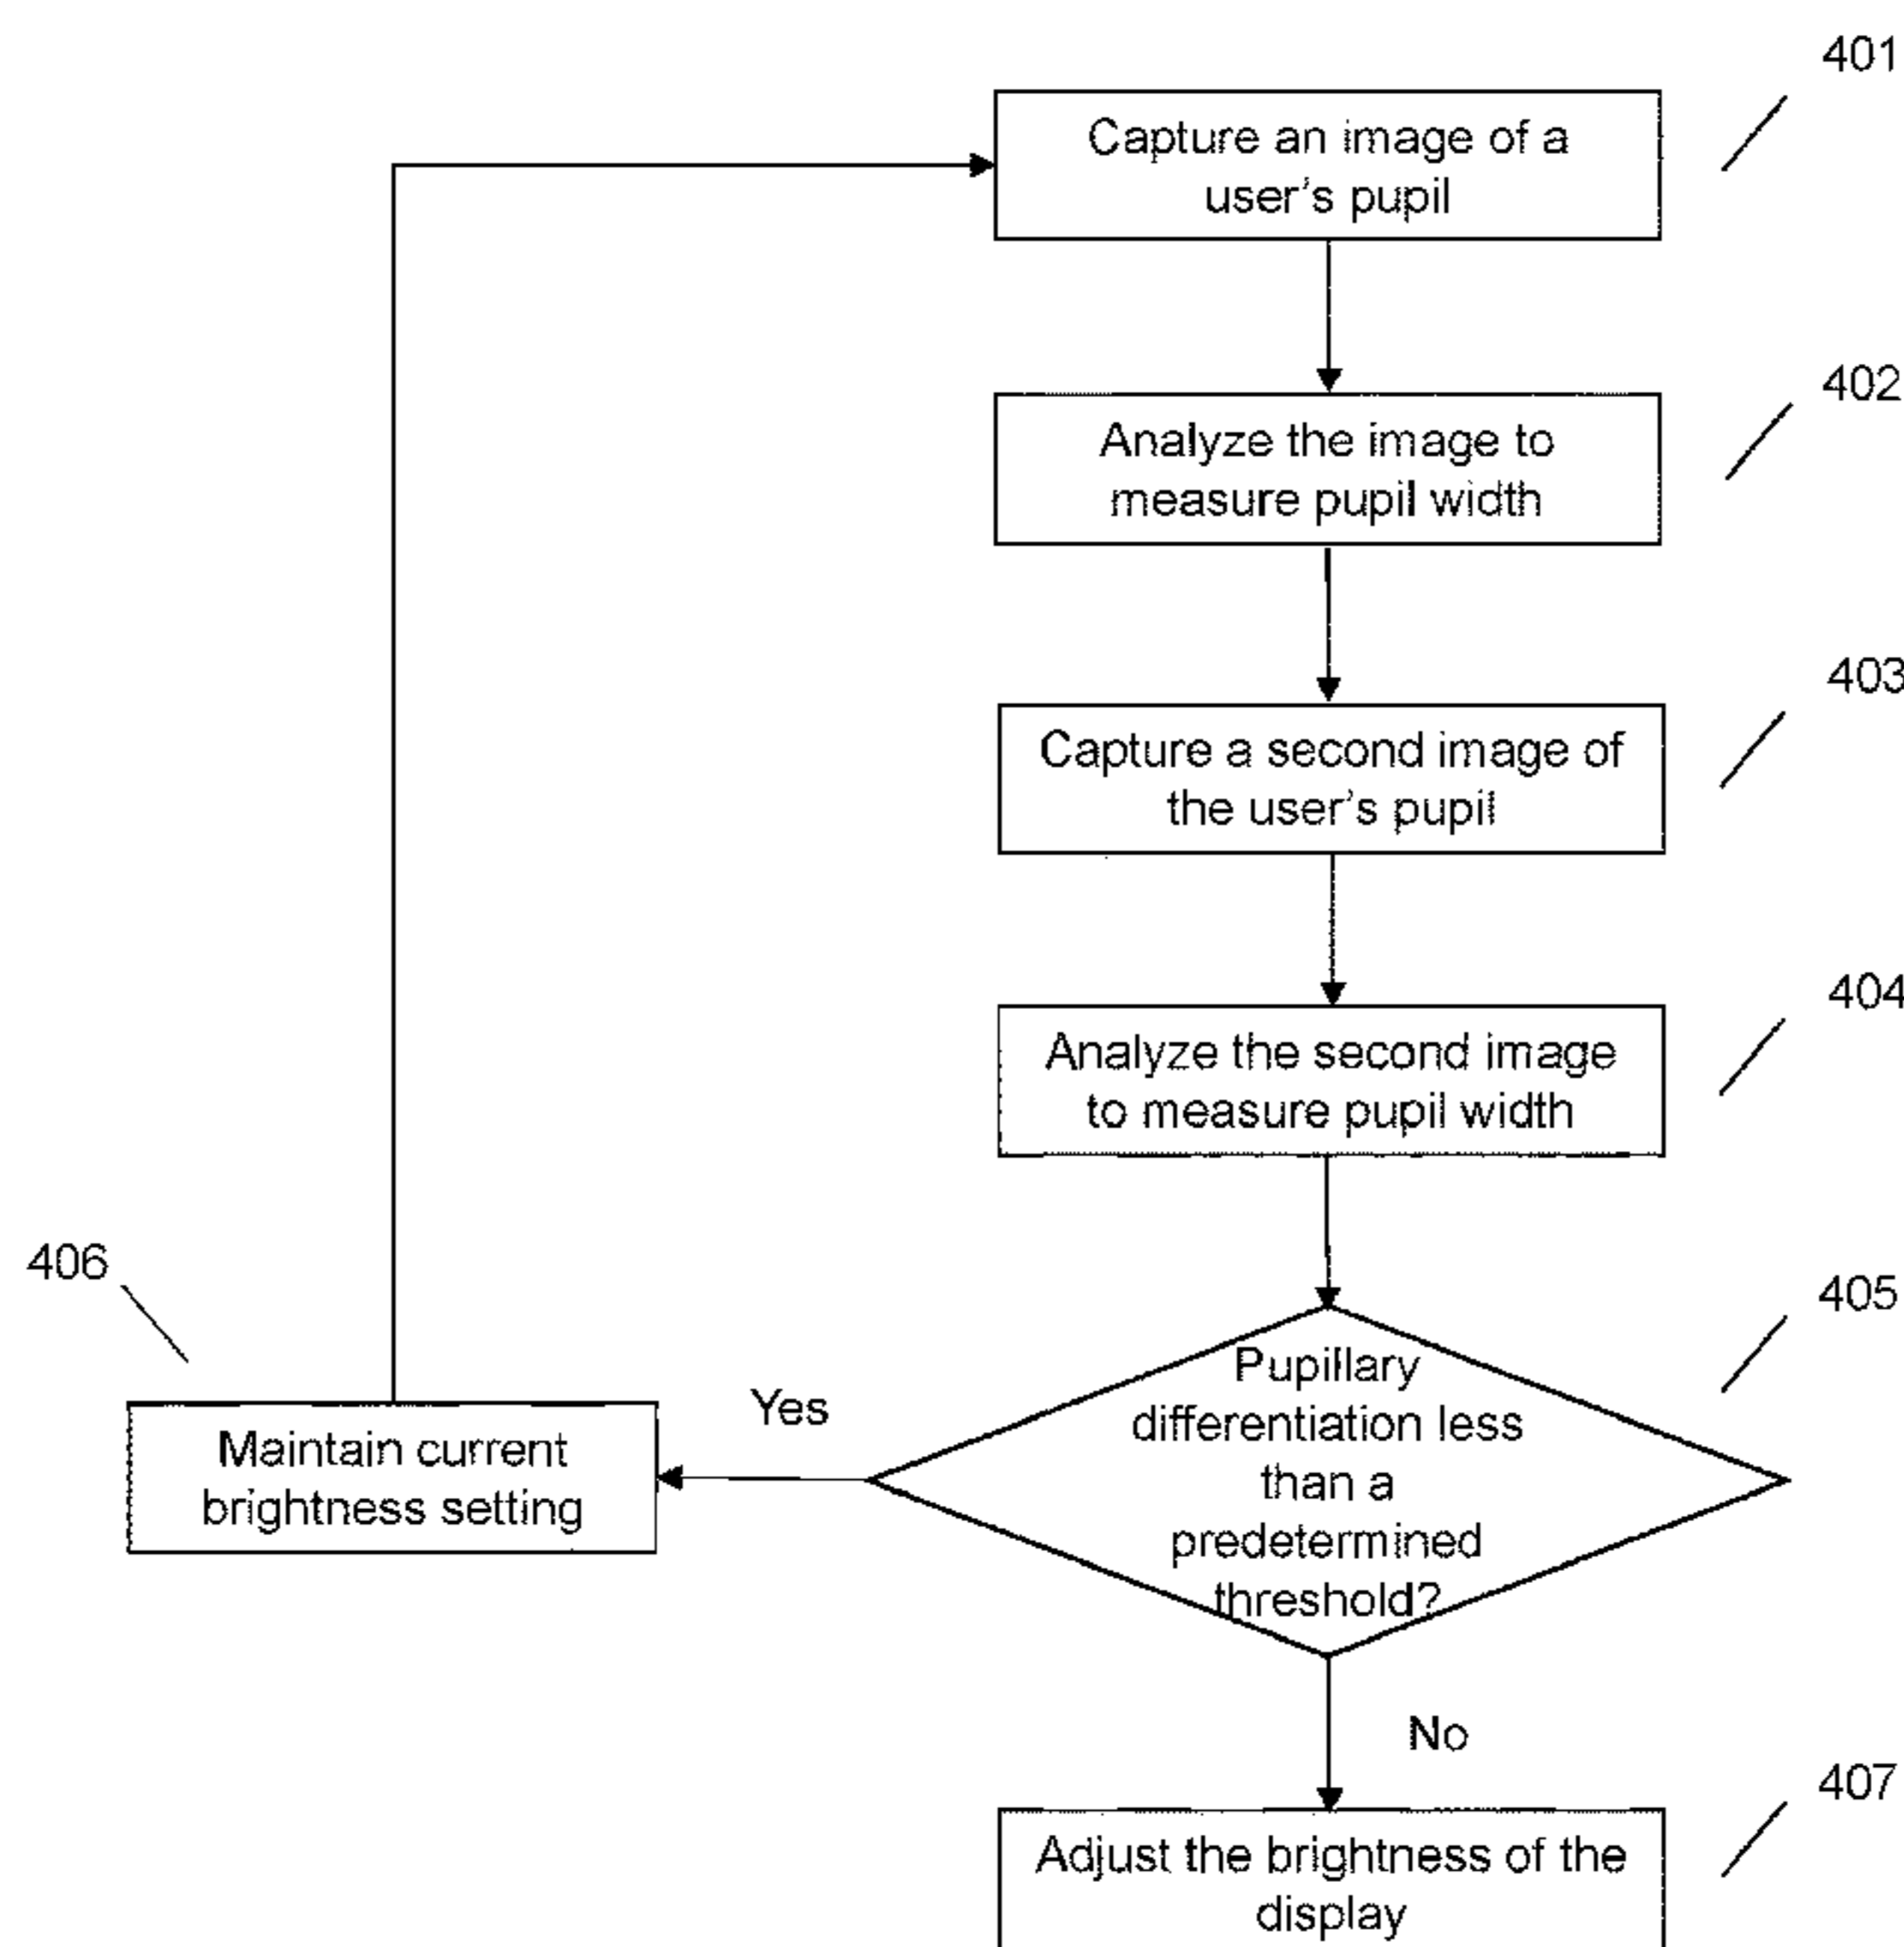 401
Capture an image of a
user's pupil
402
Analyze the image to
measure pupil width
403
Capture a second image of
the user's pupil
404
Analyze the second image
to measure pupil width
405
Pupillary
differentiation less
than a
predetermined
threshold?
Yes
406
Maintain current
brightness setting
No
407
Adjust the brightness of the
display